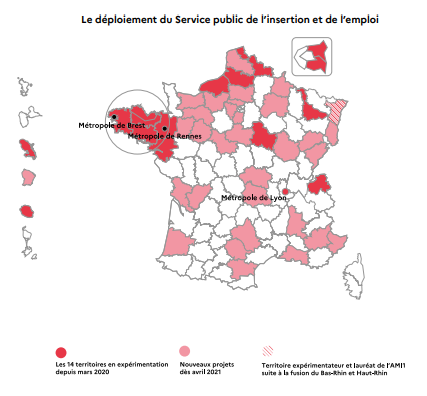 Le déploiement du Service public de l'insertion et de l'emploi
Métropole de Brest
Métropole de Rennes
Métropole de Lyon
Les 14 territoires en expérimentation
depuis mars 2020
Nouveaux projets
dès avril 2021
Territoire expérimentateur et lauréat de l'AMI1
suite à la fusion du Bas-Rhin et Haut-Rhin